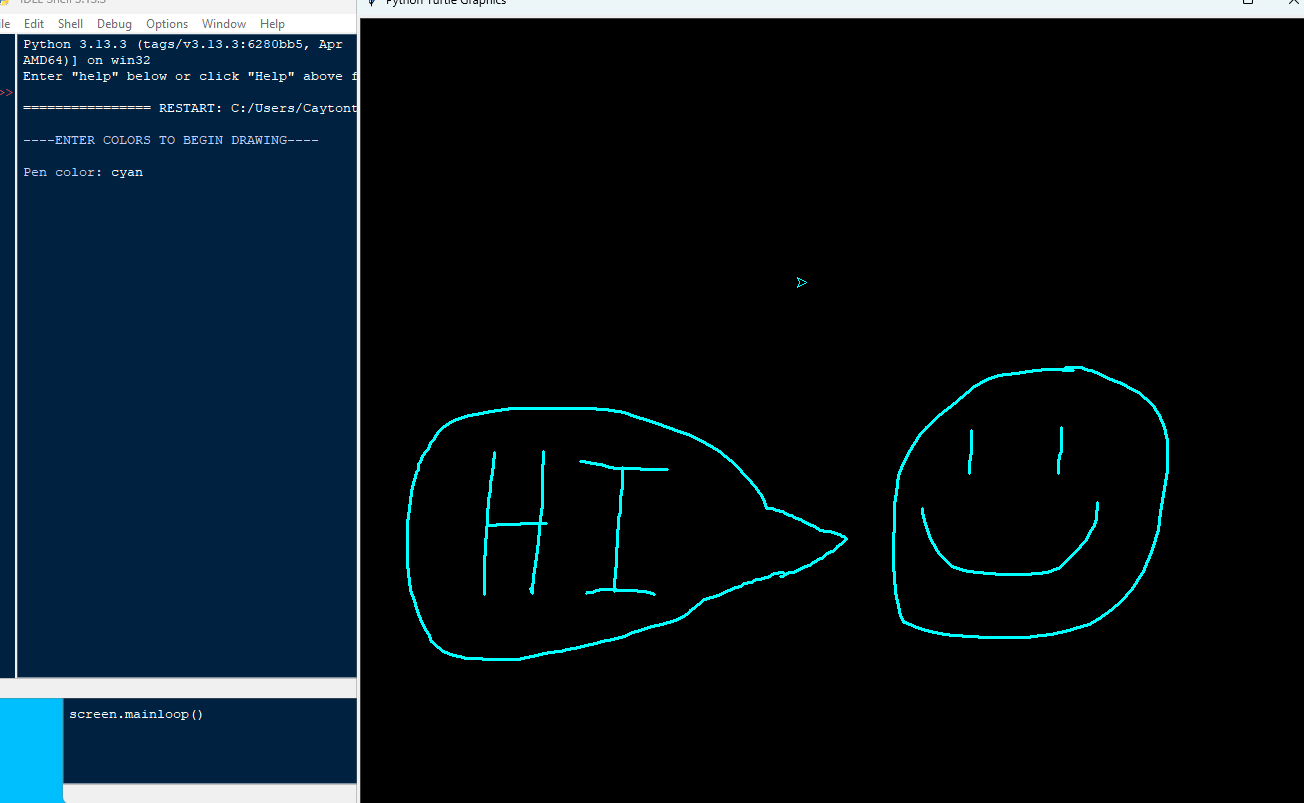 IDLE Shell 3.13.3
Python Turtle Graphics
Edit Shell Debug Options Window Help
Python 3.13.3 (tags/v3.13.3:6280bb5, Apr
AMD64)] on win32
Enter "help" below or click "Help" above f
>>
================ RESTART: C:/Users/Caytont
----ENTER COLORS TO BEGIN DRAWING----
Pen color: cyan
HI
screen.mainloop()